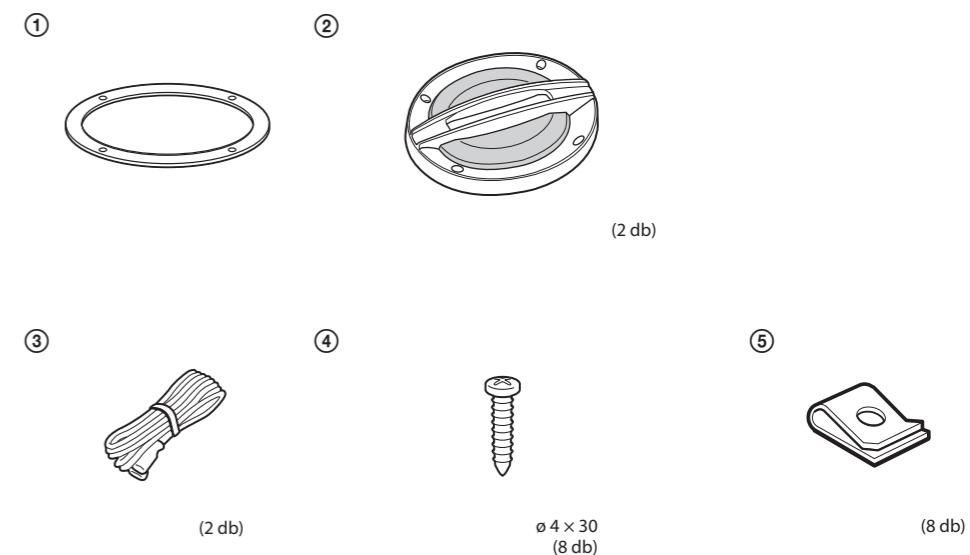 ①
②
(2 db)
③
④
⑤
(2 db)
ø 4 × 30
(8 db)
(8 db)